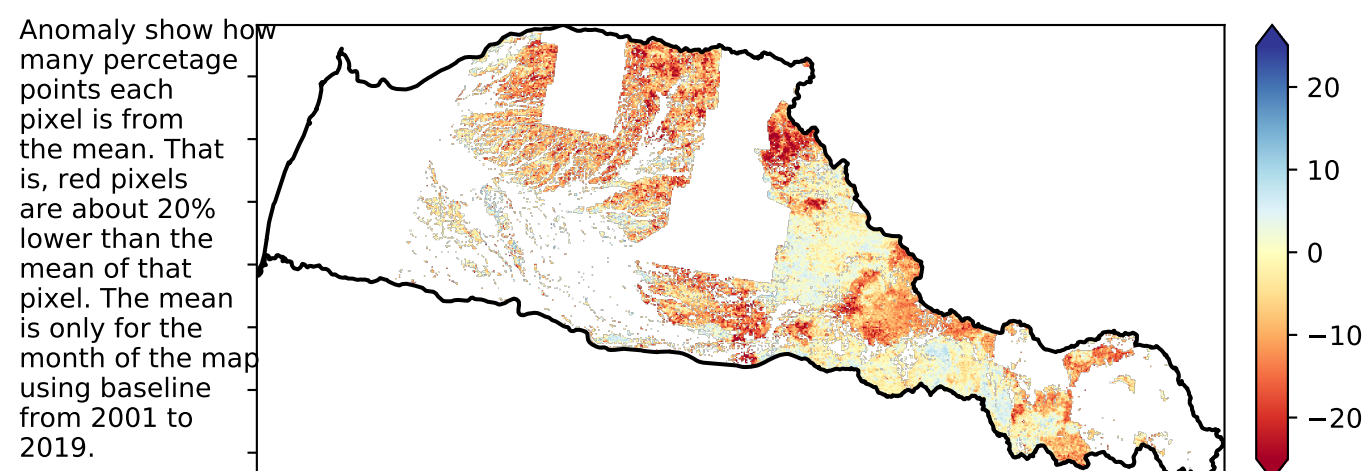 Anomaly show how
many percetage
points each
pixel is from
the mean. That
is, red pixels
are about 20%
lower than the
mean of that
pixel. The mean
is only for the
month of the map
using baseline
from 2001 to
2019.
20
10
0
−10
−20